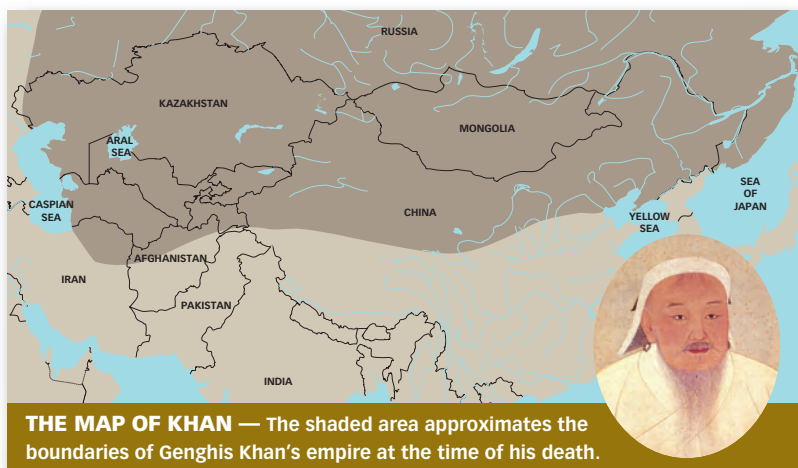 RUSSIA
KAZAKHSTAN
MONGOLIA
ARAL
SEA
CASPIAN
SEA
CHINA
YELLOW
SEA
SEA
OF
JAPAN
AFGHANISTAN
IRAN
PAKISTAN
INDIA
THE MAP OF KHAN — The shaded area approximates the
boundaries of Genghis Khan’s empire at the time of his death.